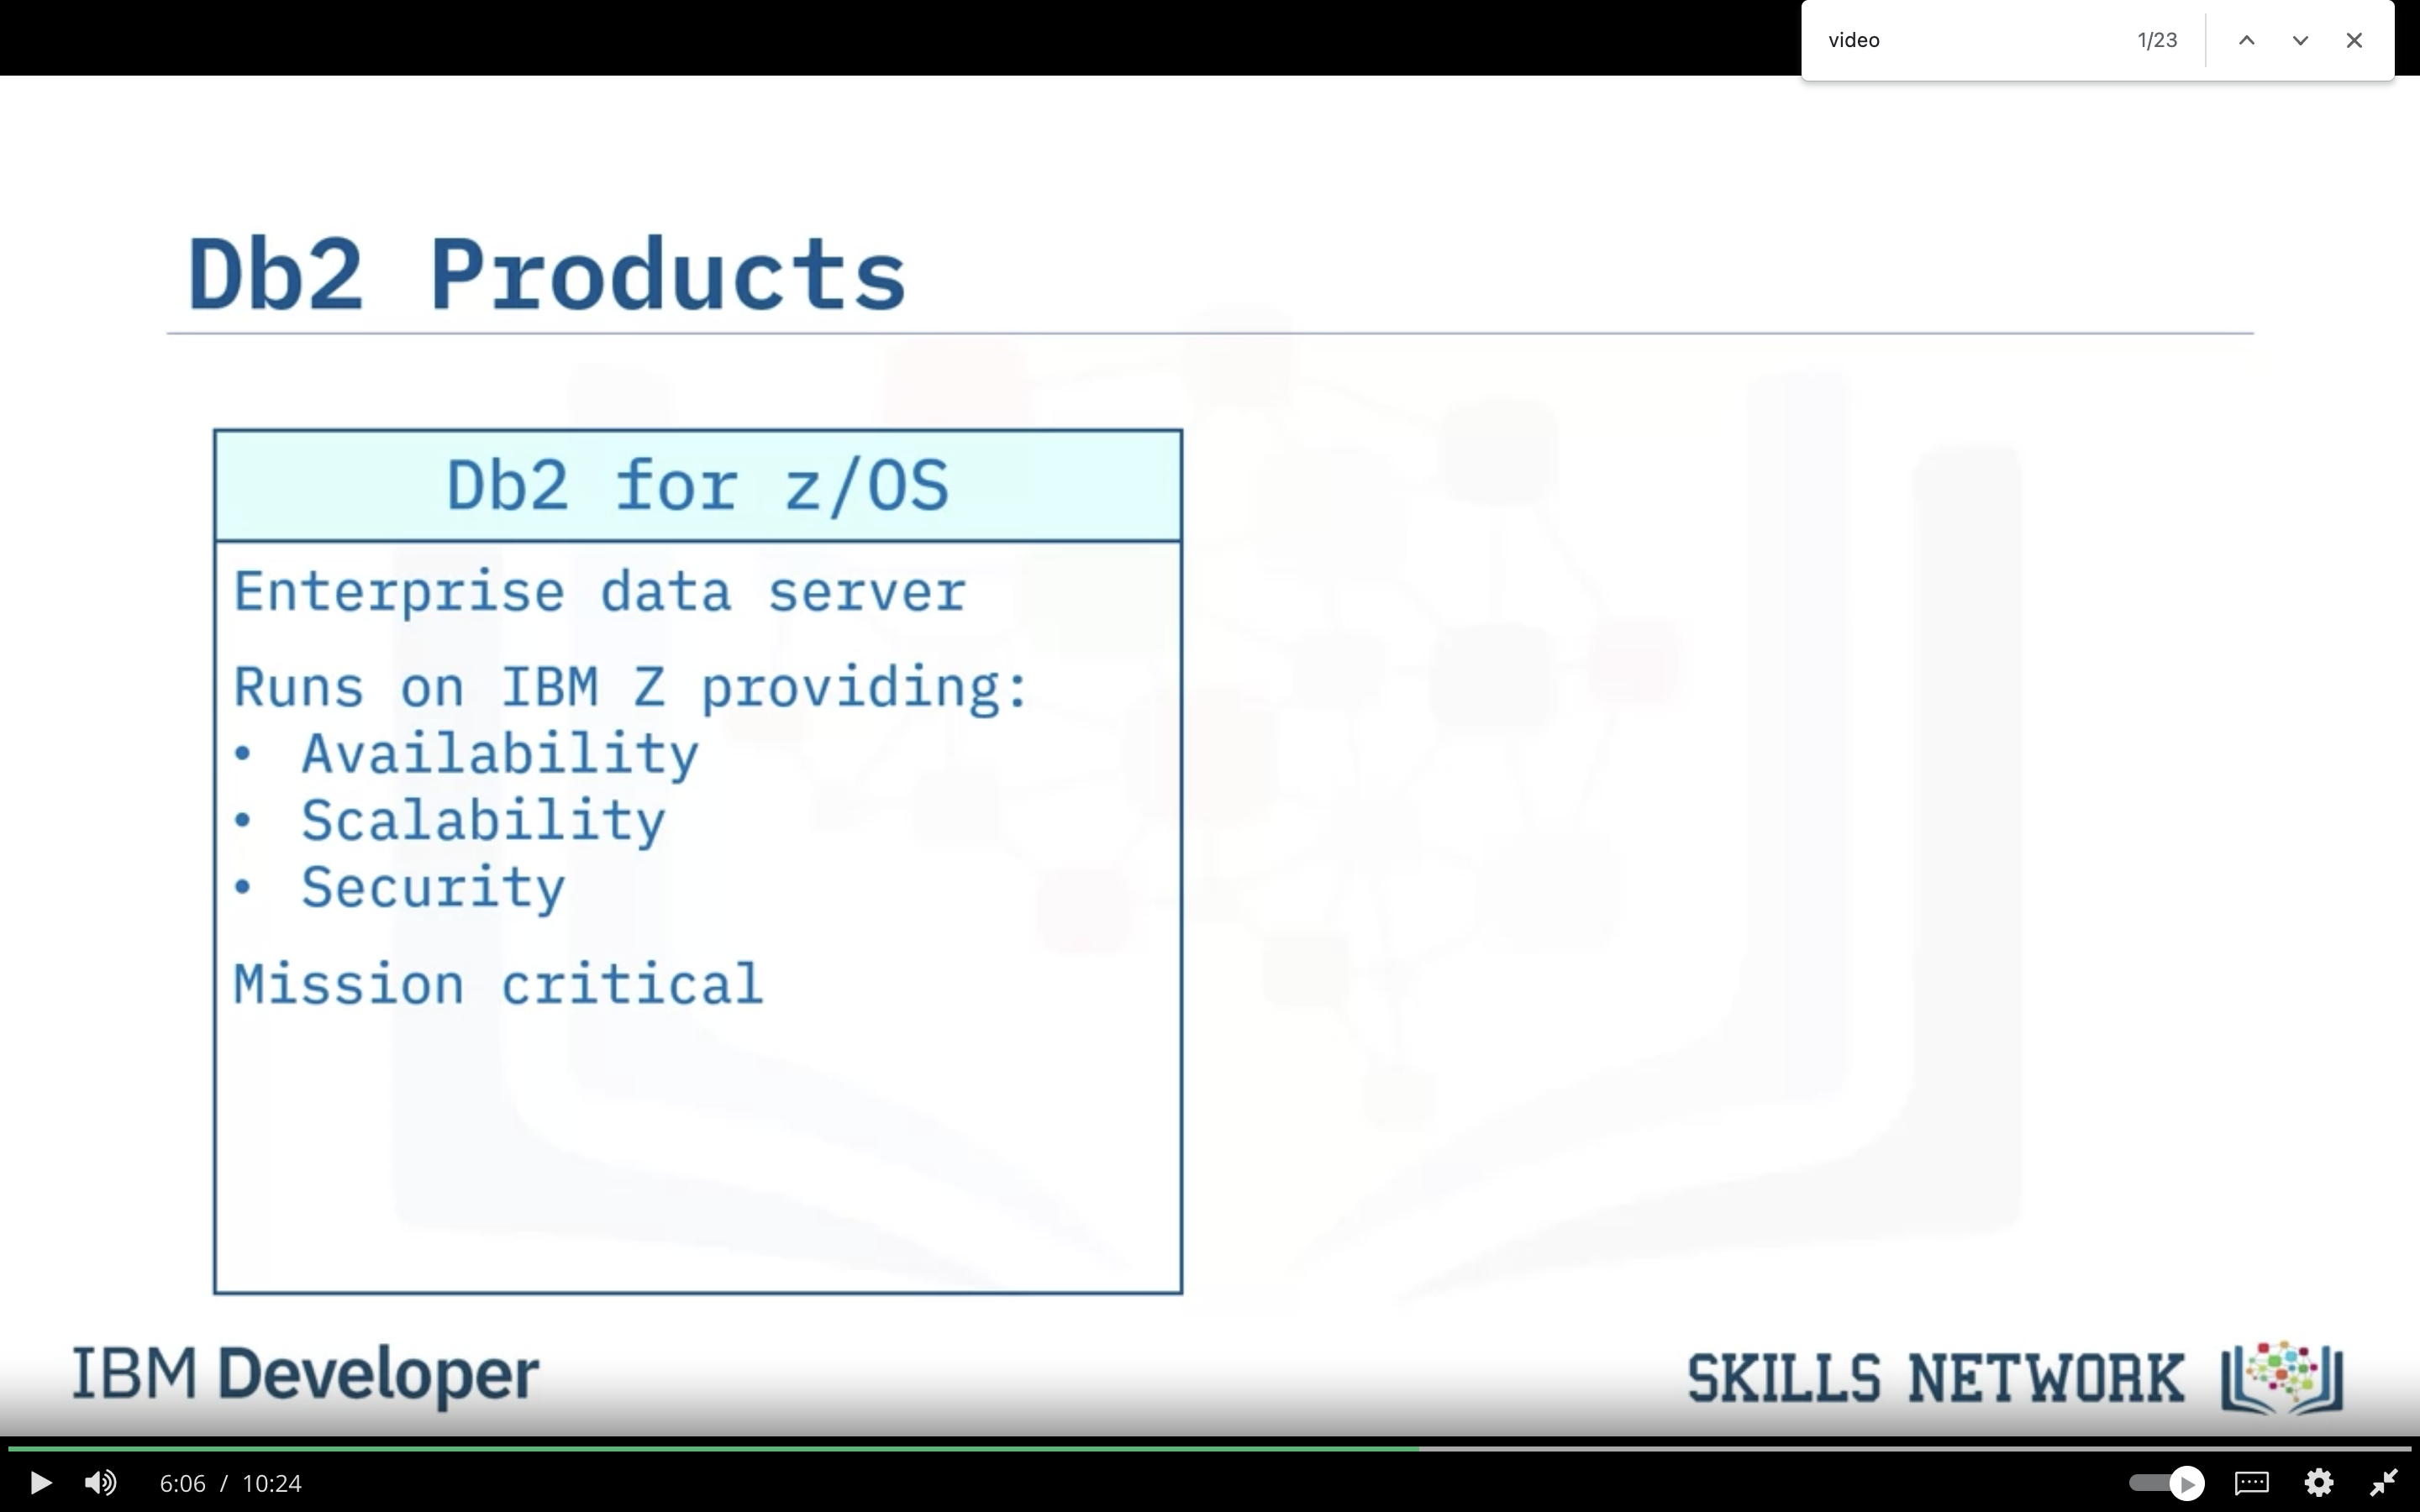 video 1/23
Db2 Products
Db2 for z/OS
Enterprise data server
Runs on IBM Z providing:
• Availability
• Scalability
• Security
Mission critical
IBM Developer
SKILLS NETWORK
6:06 / 10:24